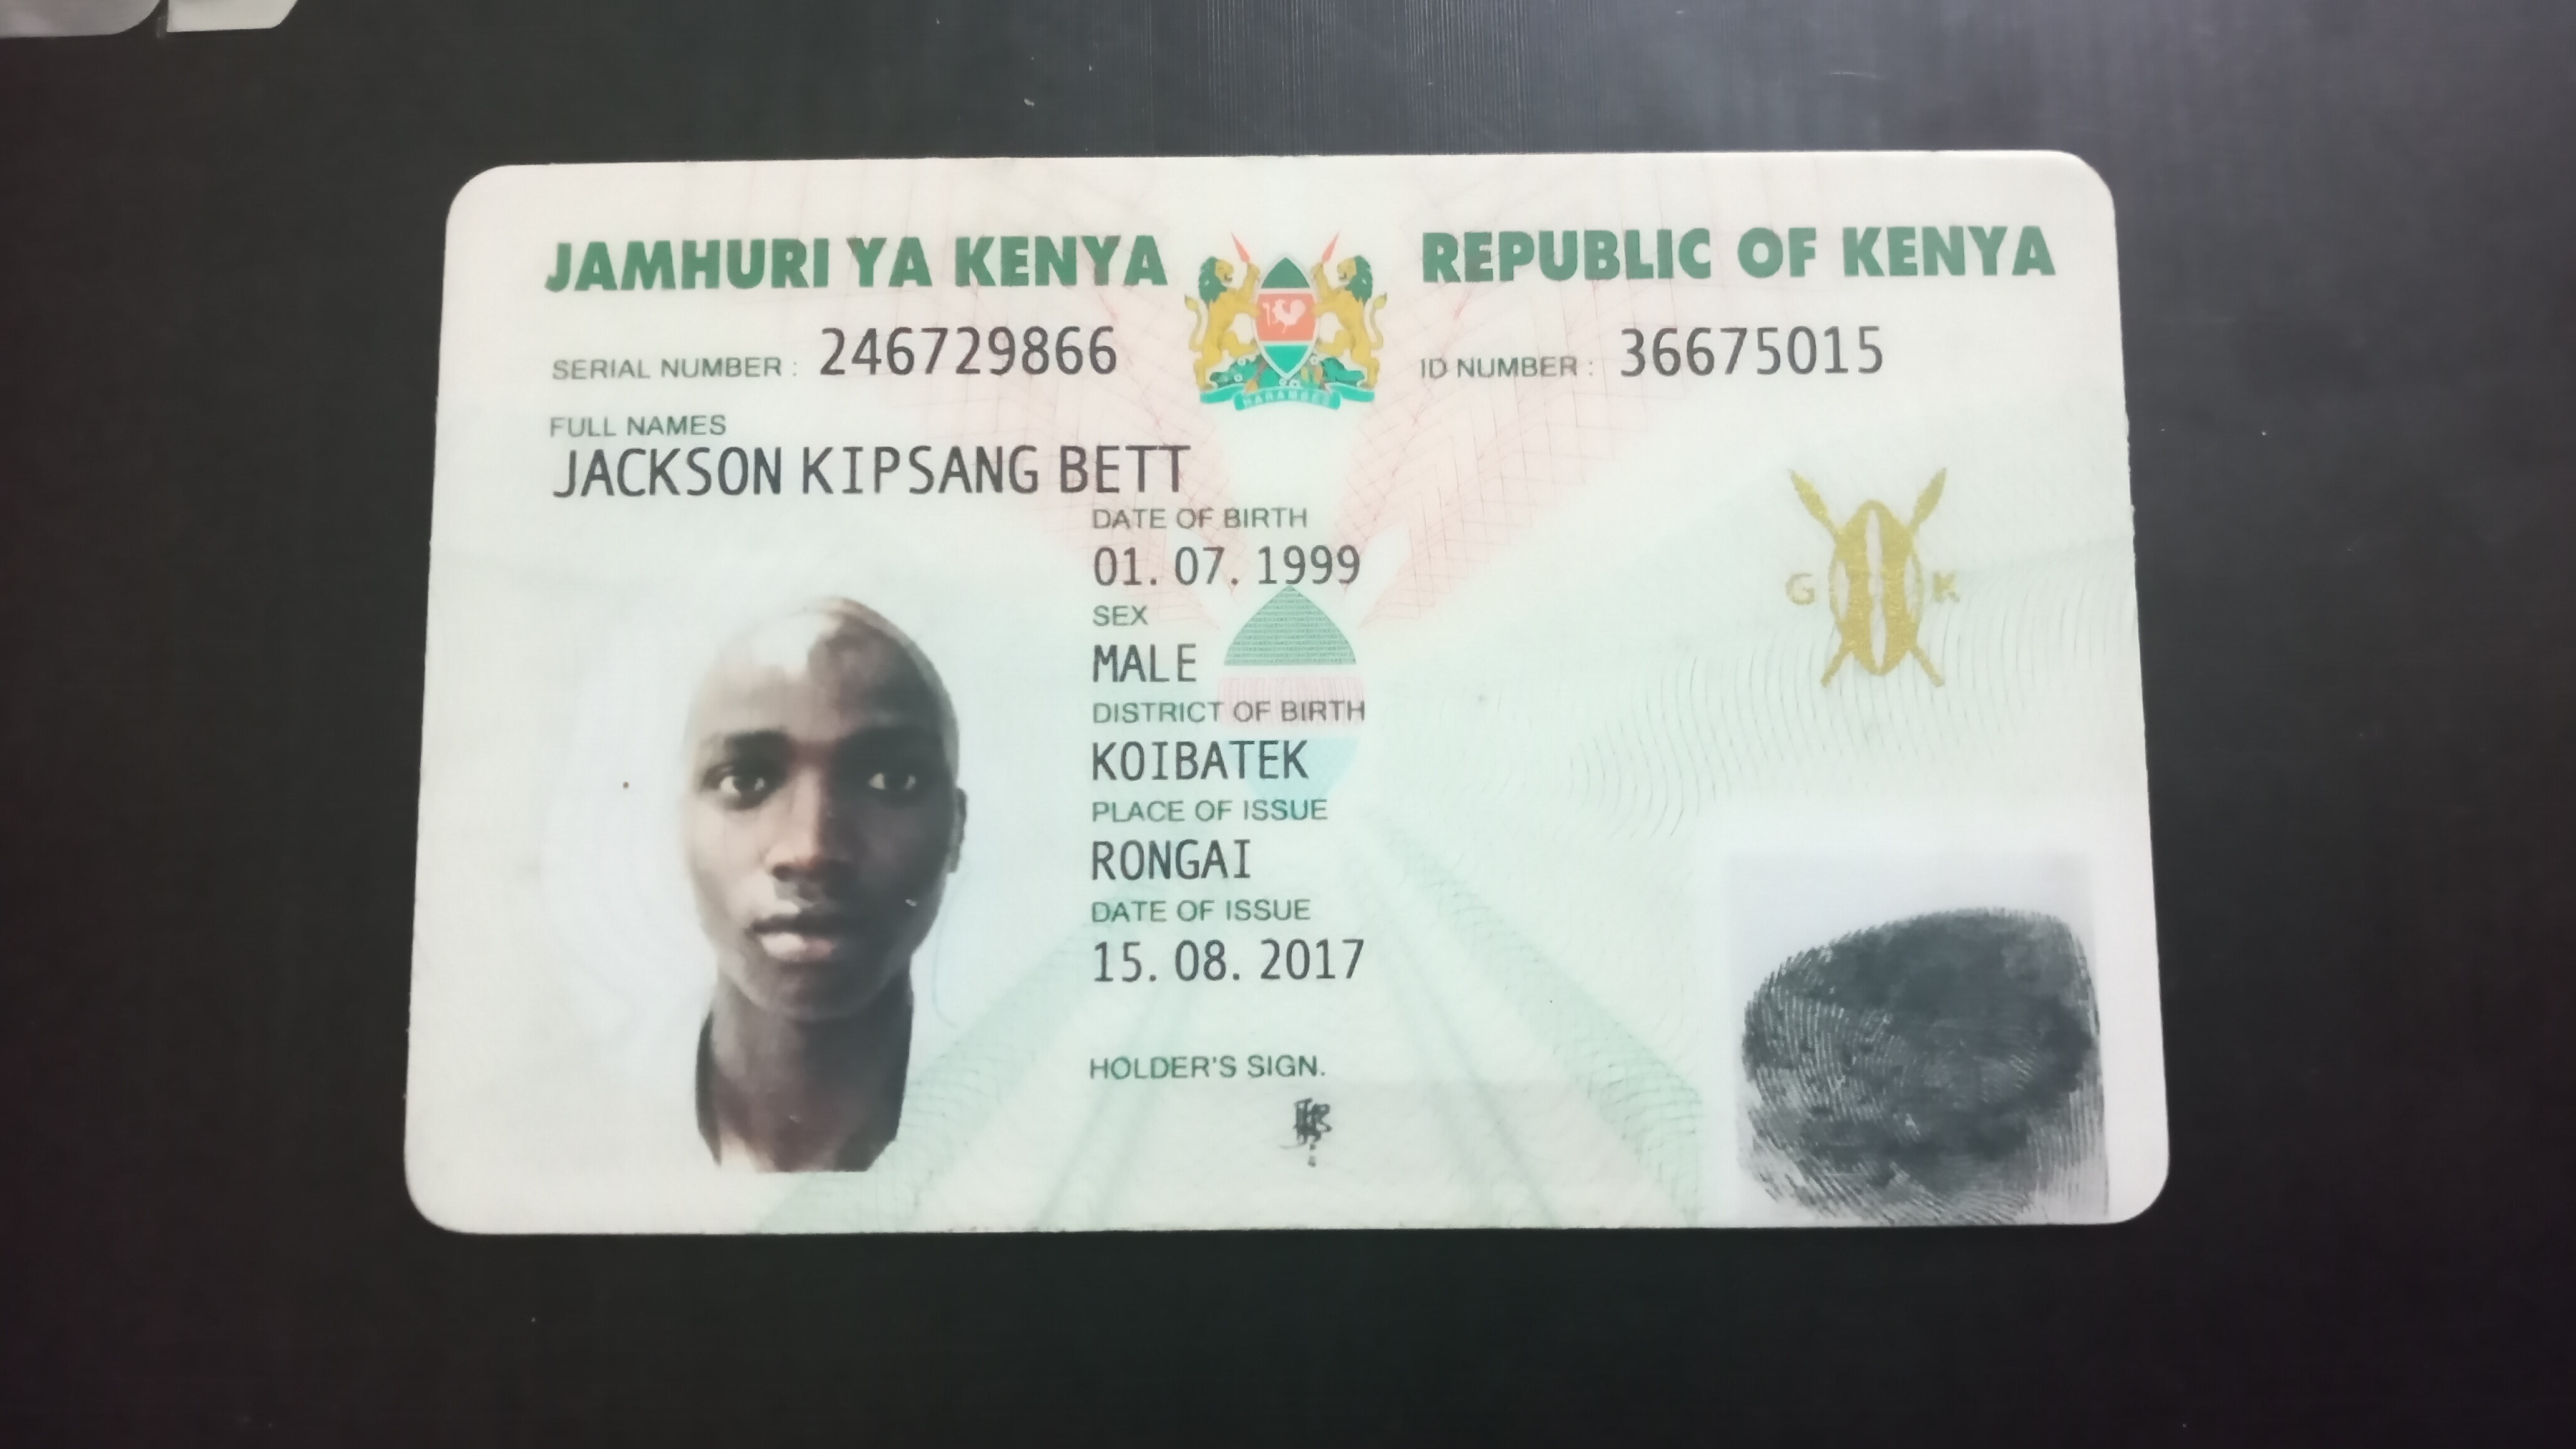 JAMHURI YA KENYA REPUBLIC OF KENYA
SERIAL NUMBER: 246729866 ID NUMBER: 36675015
FULL NAMES
JACKSON KIPSANG BETT
DATE OF BIRTH
01.07.1999
SEX
MALE
DISTRICT OF BIRTH
KOIBATEK
PLACE OF ISSUE
RONGAI
DATE OF ISSUE
15.08.2017
HOLDER'S SIGN.
G K
HARAMBEE